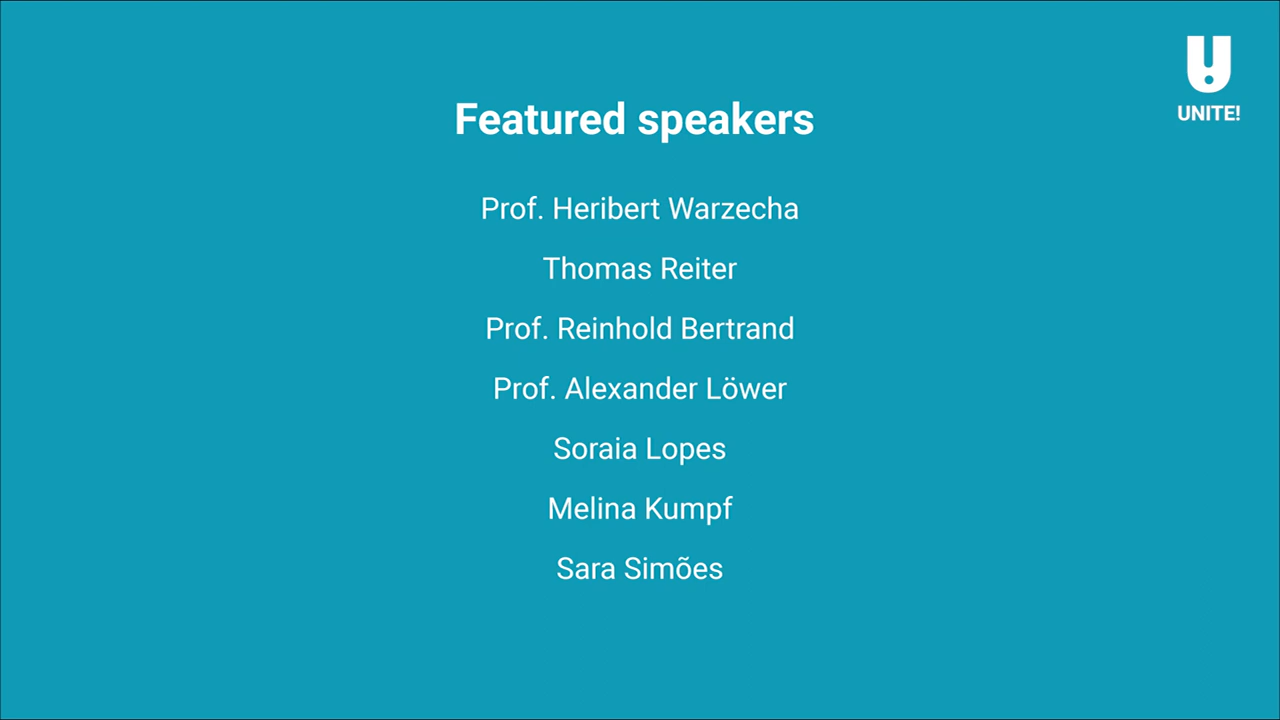 UNITE!
Featured speakers
Prof. Heribert Warzecha
Thomas Reiter
Prof. Reinhold Bertrand
Prof. Alexander Löwer
Soraia Lopes
Melina Kumpf
Sara Simões